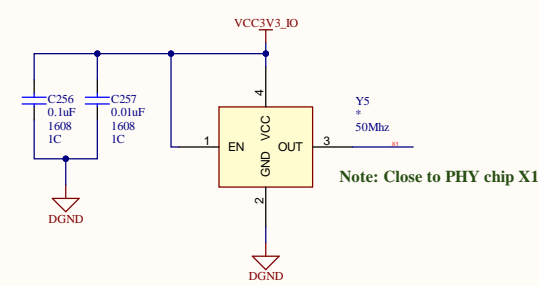 VCC3V3_IO
C256
0.1uF
1608
1C
C257
0.01uF
1608
1C
DGND
4
1
EN
VCC
GND
OUT
3
2
Y5
*
50Mhz
X1
Note: Close to PHY chip X1
DGND